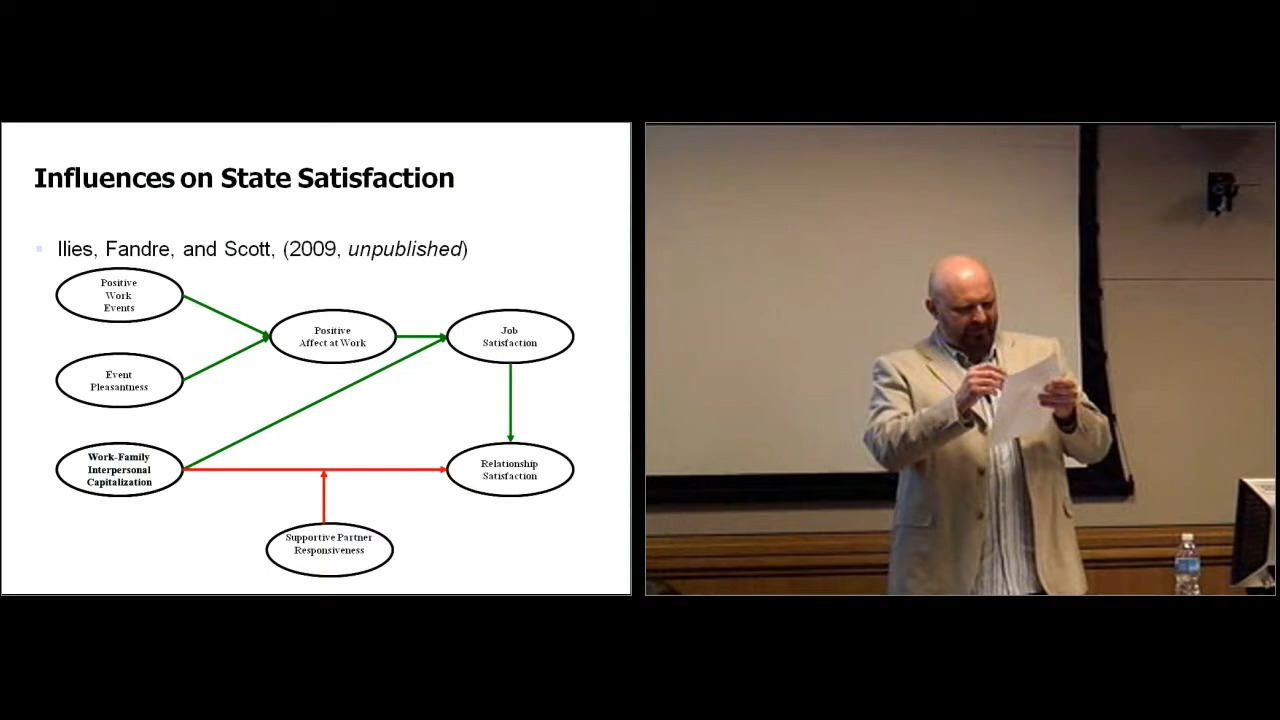 Influences on State Satisfaction
Ilies, Fandre, and Scott, (2009, unpublished)
Positive
Work
Events
Positive
Affect at Work
Job
Satisfaction
Event
Pleasantness
Work-Family
Interpersonal
Capitalization
Relationship
Satisfaction
Supportive Partner
Responsiveness